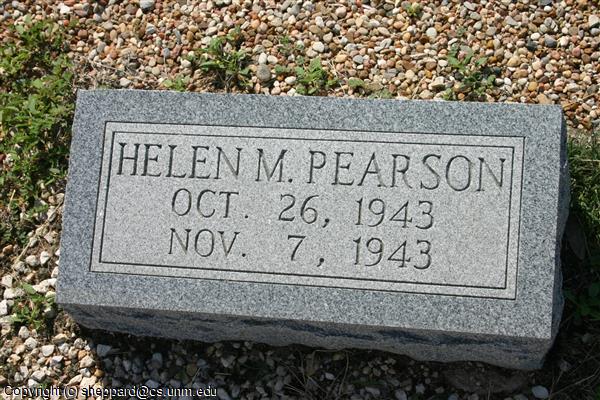 HELEN M. PEARSON
OCT. 26, 1943
NOV. 7, 1943
Copyright (c) sheppard@cs.unm.edu